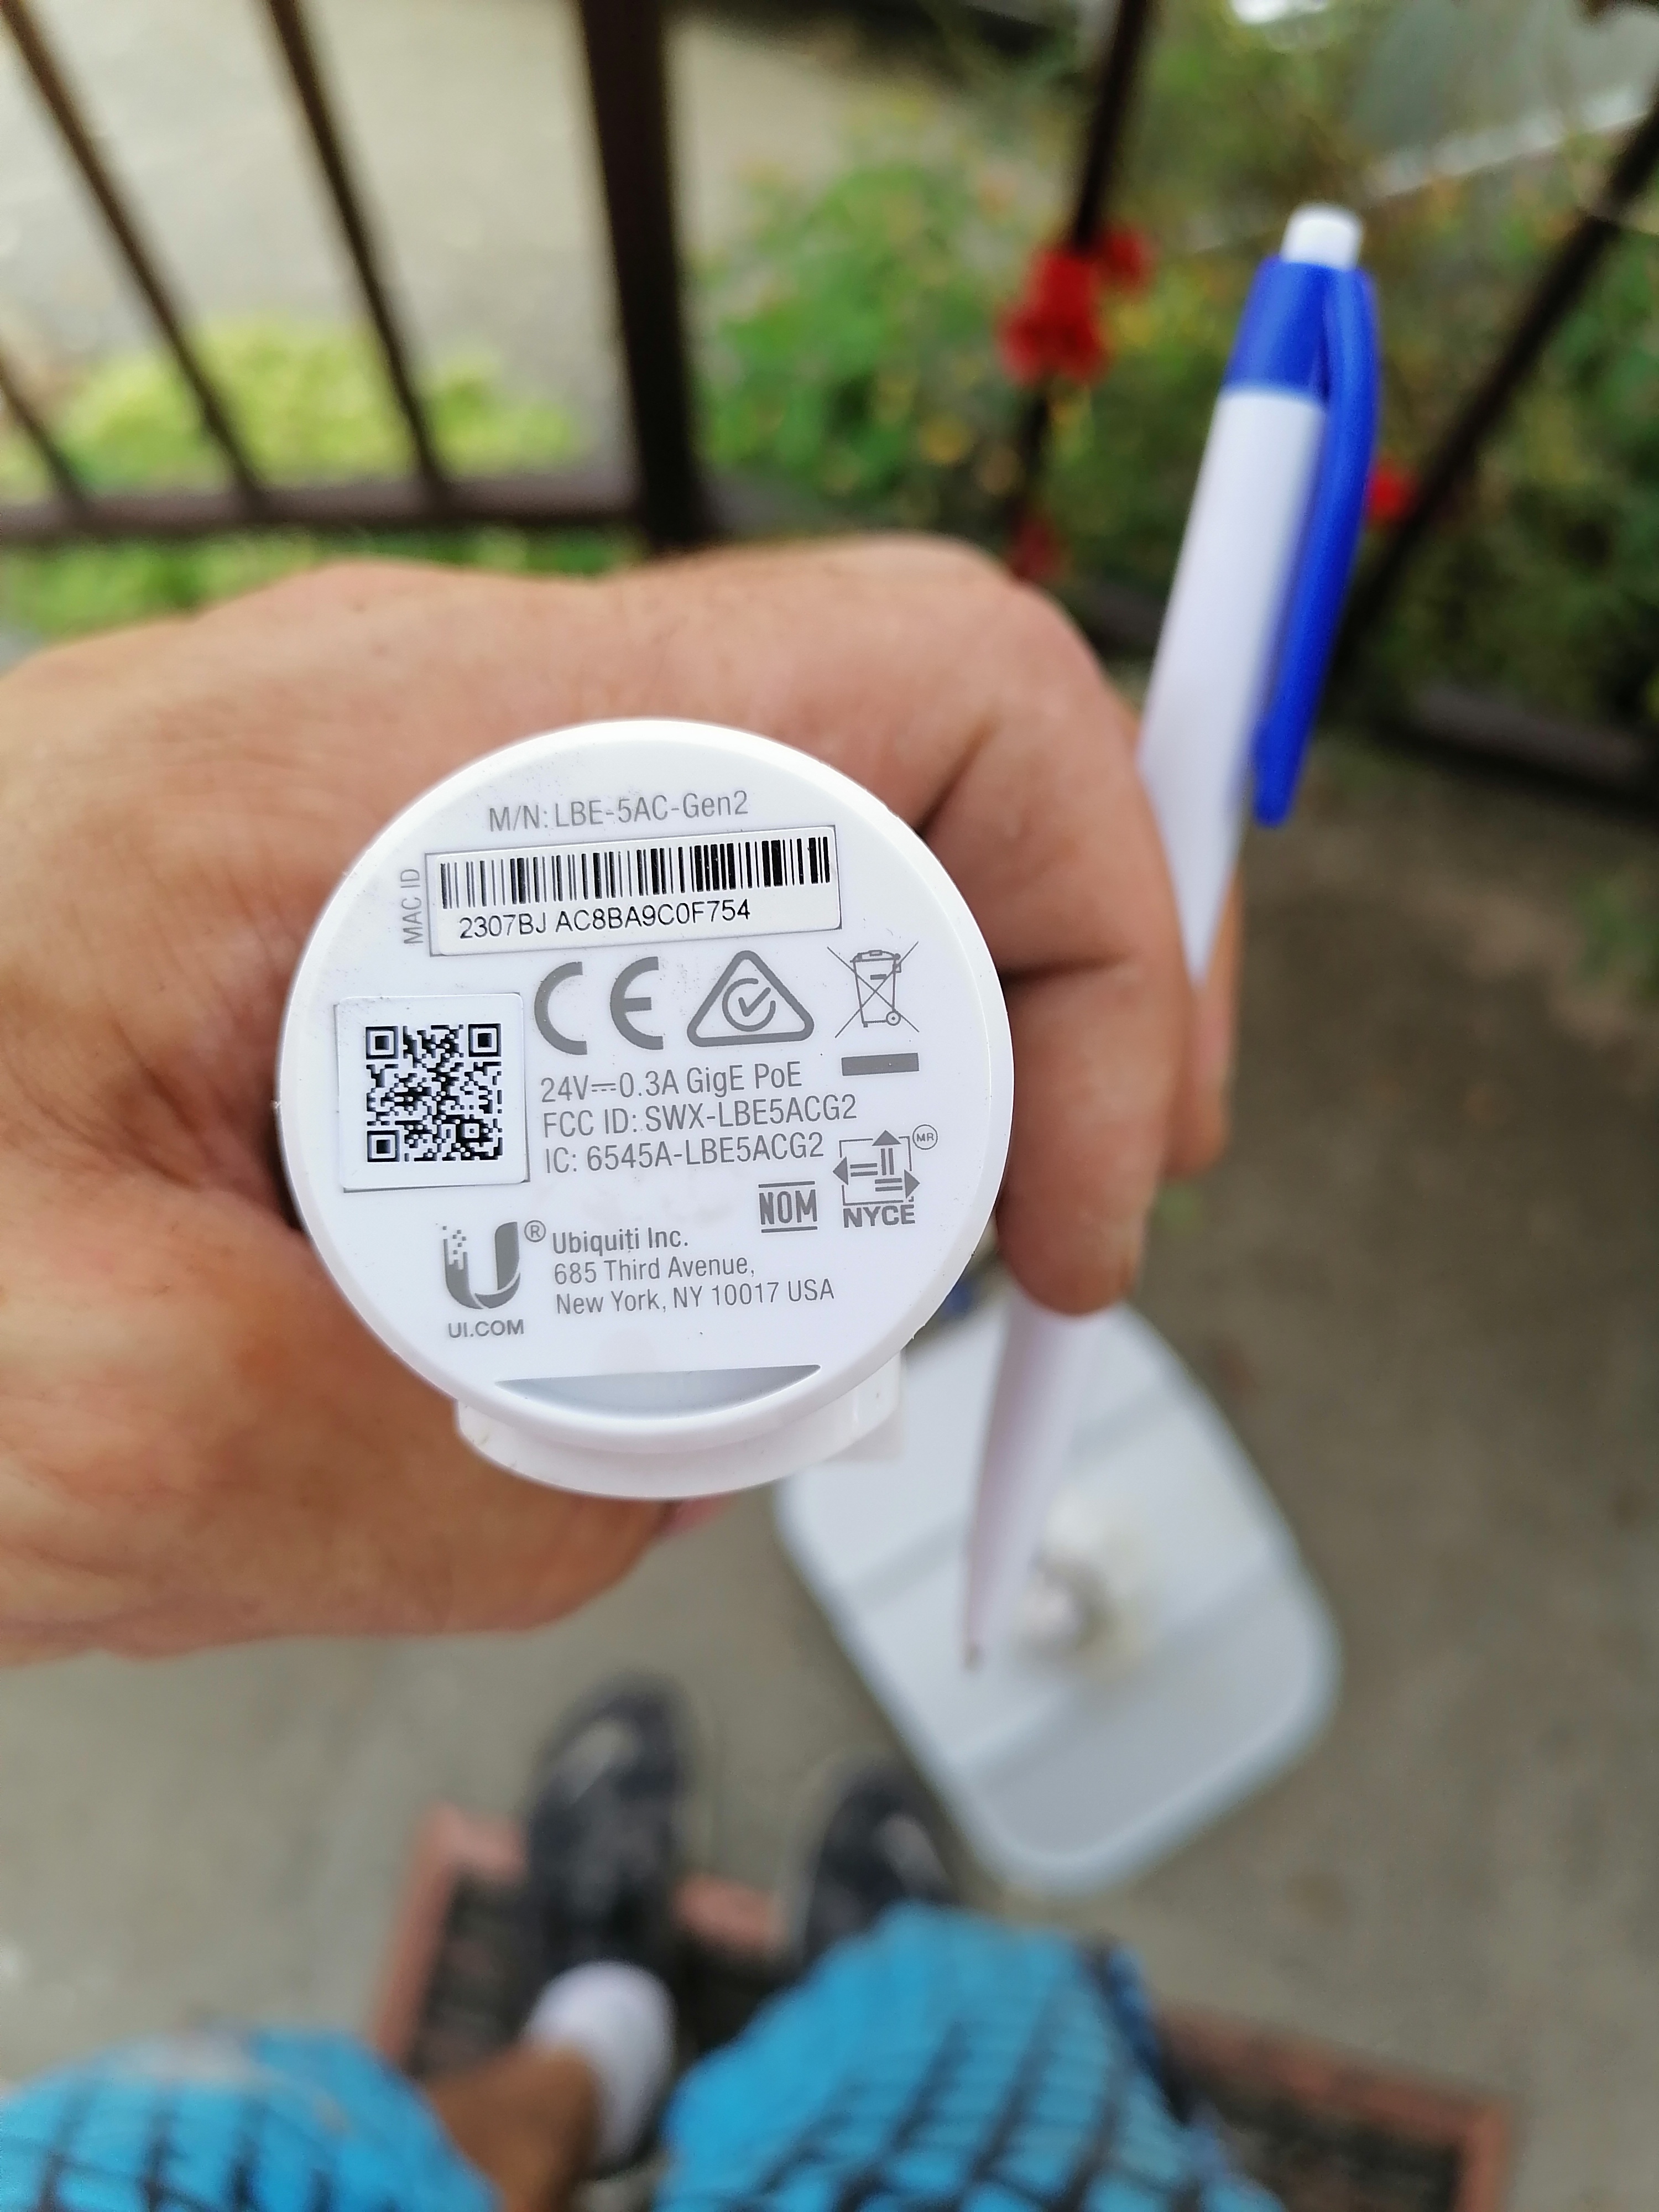 M/N: LBE-5AC-Gen2
MAC ID
2307BJ AC8BA9C0F754
CE
24V⎓0.3A GigE PoE
FCC ID: SWX-LBE5ACG2
IC: 6545A-LBE5ACG2
MR
NOM
NYCE
U®
Ubiquiti Inc.
685 Third Avenue,
New York, NY 10017 USA
UI.COM